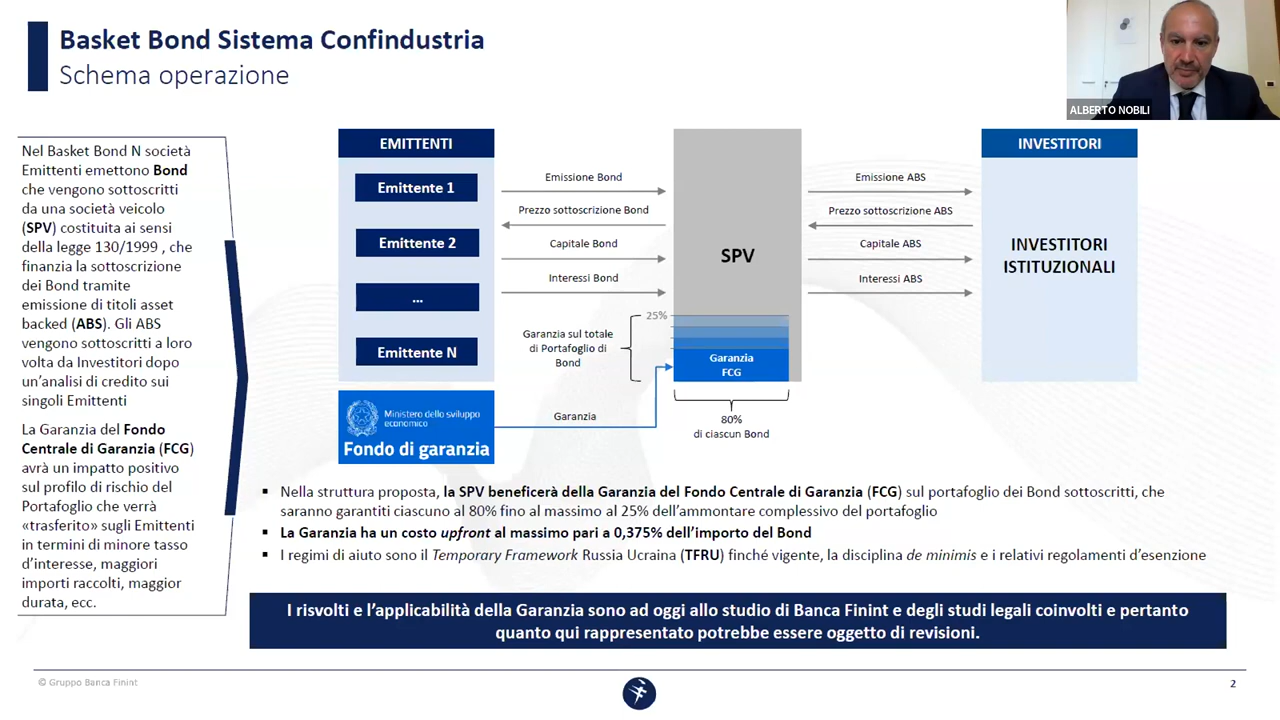 Basket Bond Sistema Confindustria
Schema operazione
ALBERTO NOBILI
Nel Basket Bond N società
Emittenti emettono Bond
che vengono sottoscritti
da una società veicolo
(SPV) costituita ai sensi
della legge 130/1999 , che
finanzia la sottoscrizione
dei Bond tramite
emissione di titoli asset
backed (ABS). Gli ABS
vengono sottoscritti a loro
volta da Investitori dopo
un’analisi di credito sui
singoli Emittenti
La Garanzia del Fondo
Centrale di Garanzia (FCG)
avrà un impatto positivo
sul profilo di rischio del
Portafoglio che verrà
«trasferito» sugli Emittenti
in termini di minore tasso
d’interesse, maggiori
importi raccolti, maggior
durata, ecc.
EMITTENTI
Emittente 1
Emittente 2
...
Emittente N
Ministero dello sviluppo
economico
Fondo di garanzia
Emissione Bond
Prezzo sottoscrizione Bond
Capitale Bond
Interessi Bond
Garanzia sul totale
di Portafoglio di
Bond
Garanzia
SPV
25%
Garanzia
FCG
80%
di ciascun Bond
Emissione ABS
Prezzo sottoscrizione ABS
Capitale ABS
Interessi ABS
INVESTITORI
INVESTITORI
ISTITUZIONALI
▪ Nella struttura proposta, la SPV beneficerà della Garanzia del Fondo Centrale di Garanzia (FCG) sul portafoglio dei Bond sottoscritti, che
saranno garantiti ciascuno al 80% fino al massimo al 25% dell’ammontare complessivo del portafoglio
▪ La Garanzia ha un costo upfront al massimo pari a 0,375% dell’importo del Bond
▪ I regimi di aiuto sono il Temporary Framework Russia Ucraina (TFRU) finché vigente, la disciplina de minimis e i relativi regolamenti d’esenzione
I risvolti e l’applicabilità della Garanzia sono ad oggi allo studio di Banca Finint e degli studi legali coinvolti e pertanto
quanto qui rappresentato potrebbe essere oggetto di revisioni.
© Gruppo Banca Finint
2